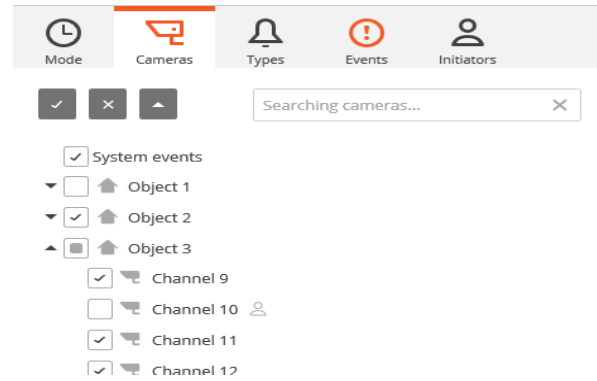 Mode Cameras Types Events Initiators
Searching cameras...
System events
Object 1
Object 2
Object 3
Channel 9
Channel 10
Channel 11
Channel 12